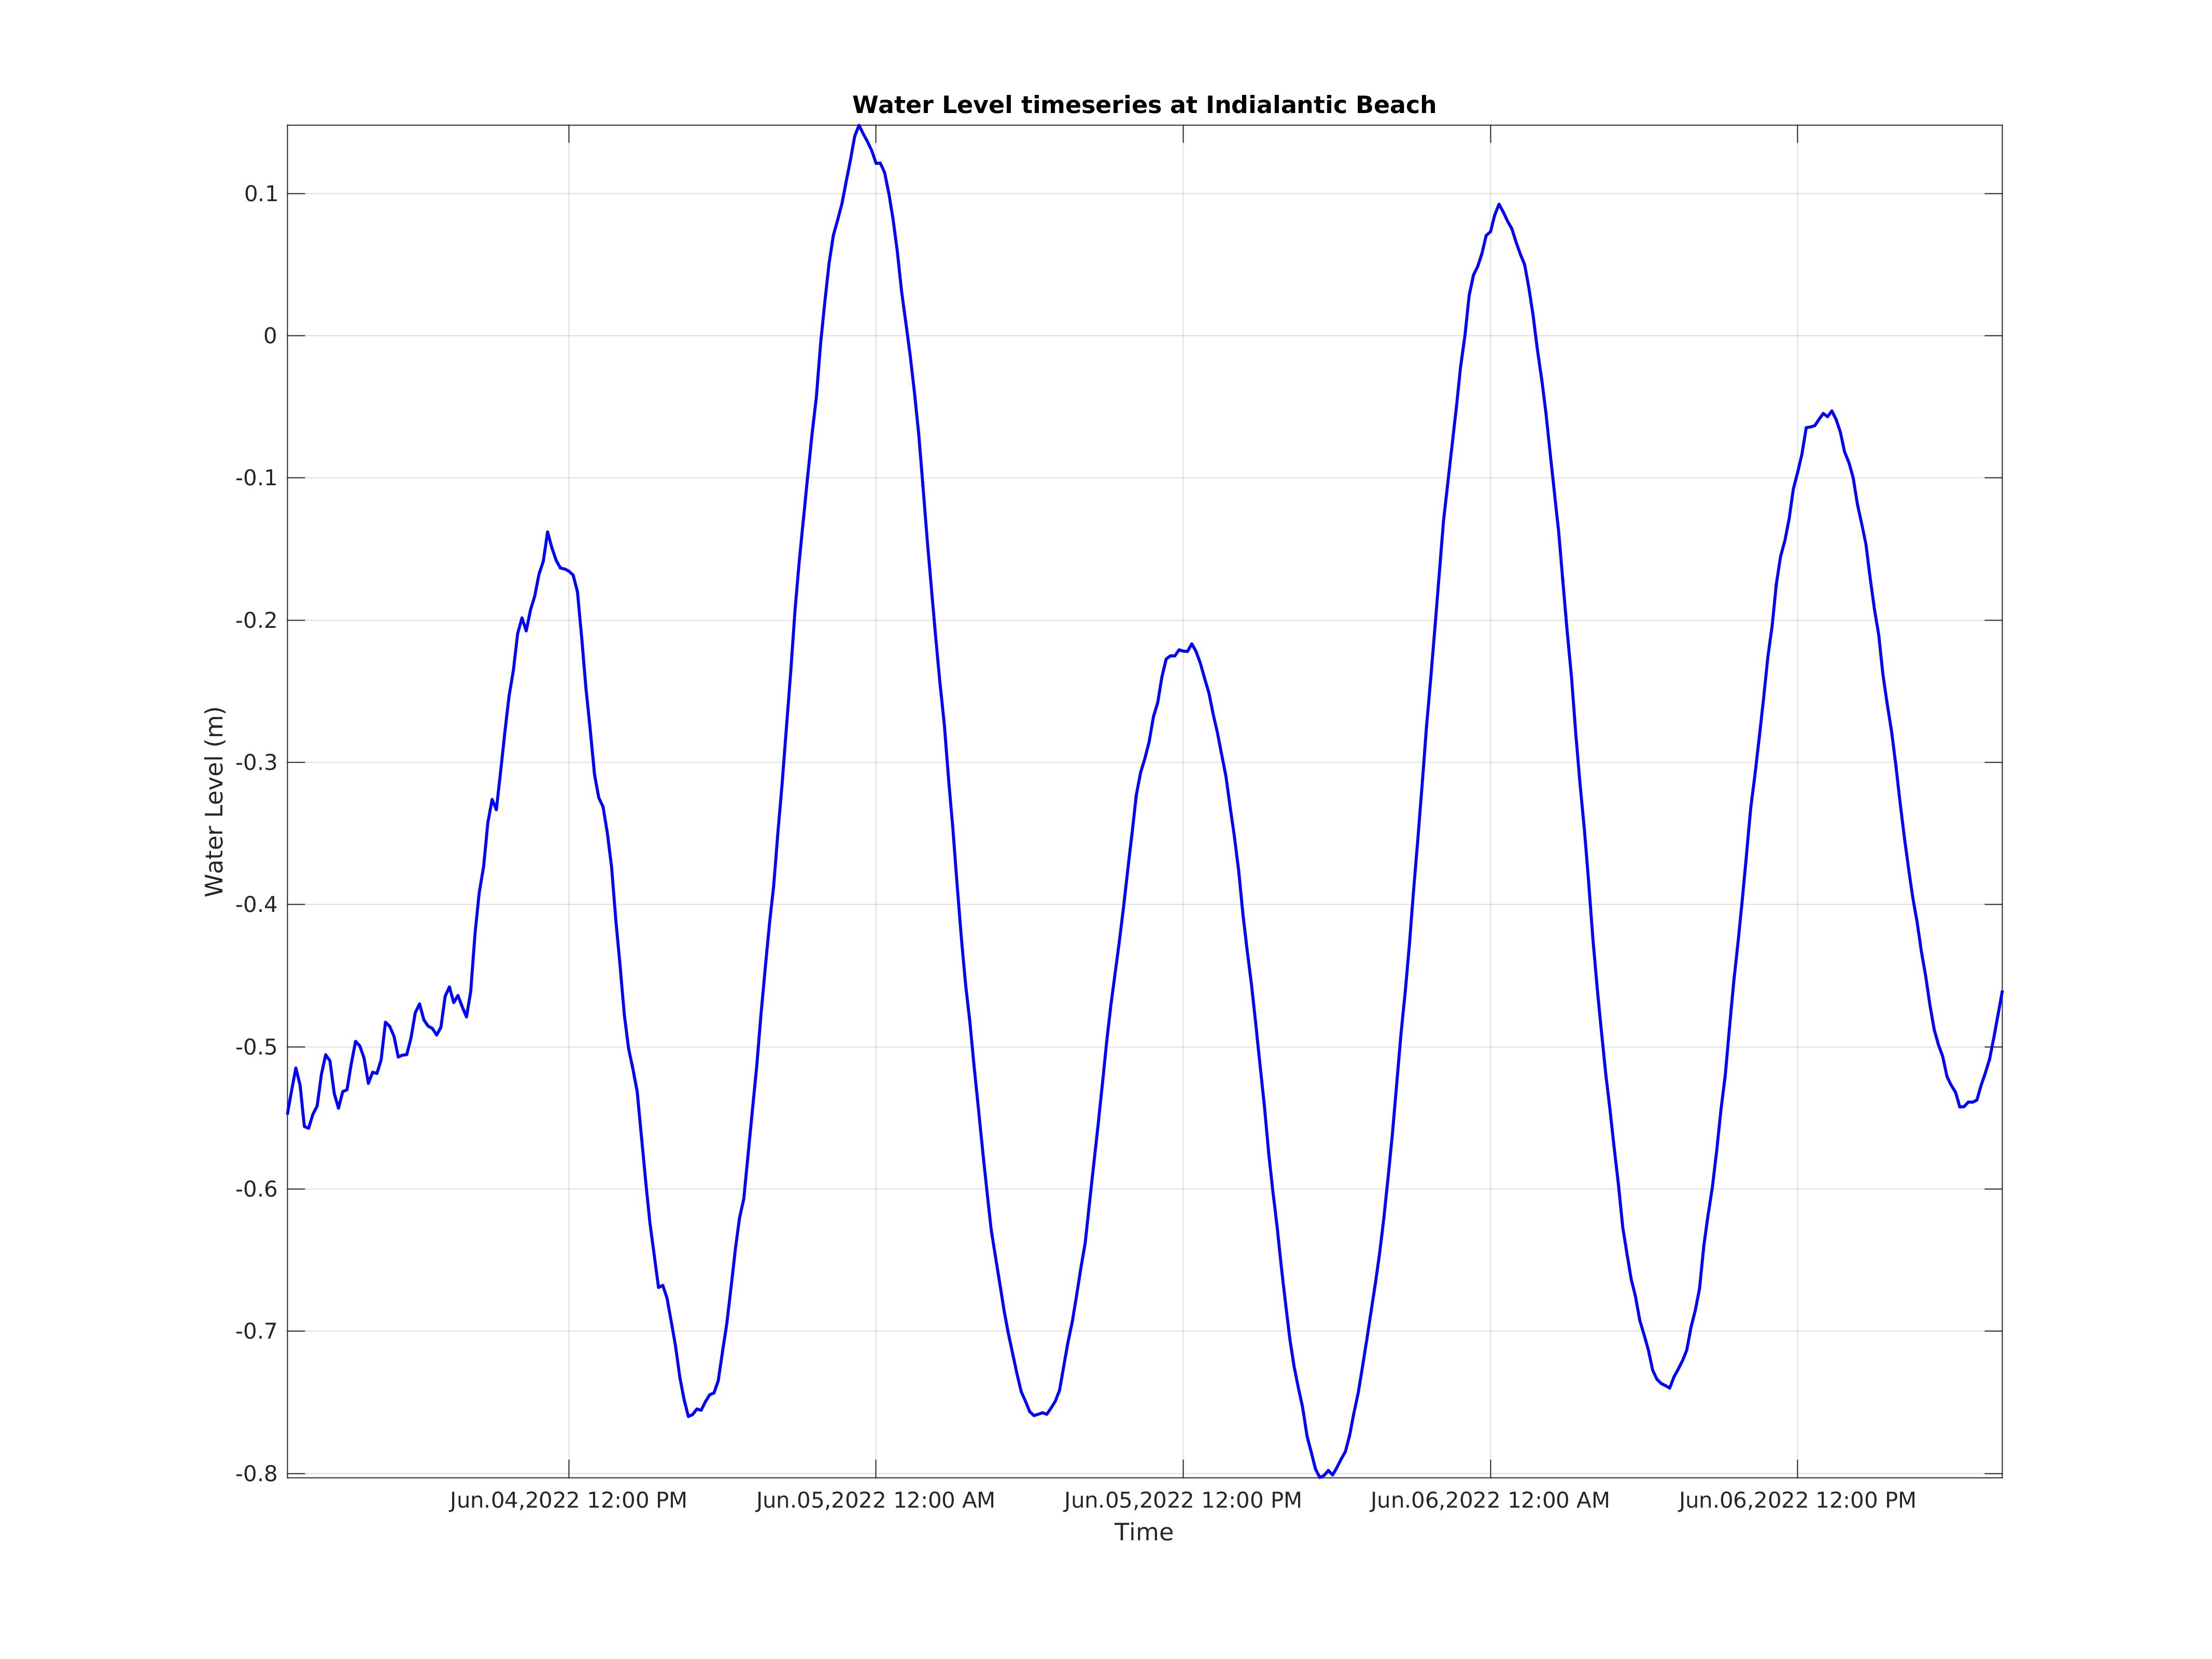 Water Level timeseries at Indialantic Beach
0.1
0
-0.1
-0.2
-0.3
-0.4
-0.5
-0.6
-0.7
-0.8
Water Level (m)
Jun.04,2022 12:00 PM
Jun.05,2022 12:00 AM
Jun.05,2022 12:00 PM
Jun.06,2022 12:00 AM
Jun.06,2022 12:00 PM
Time